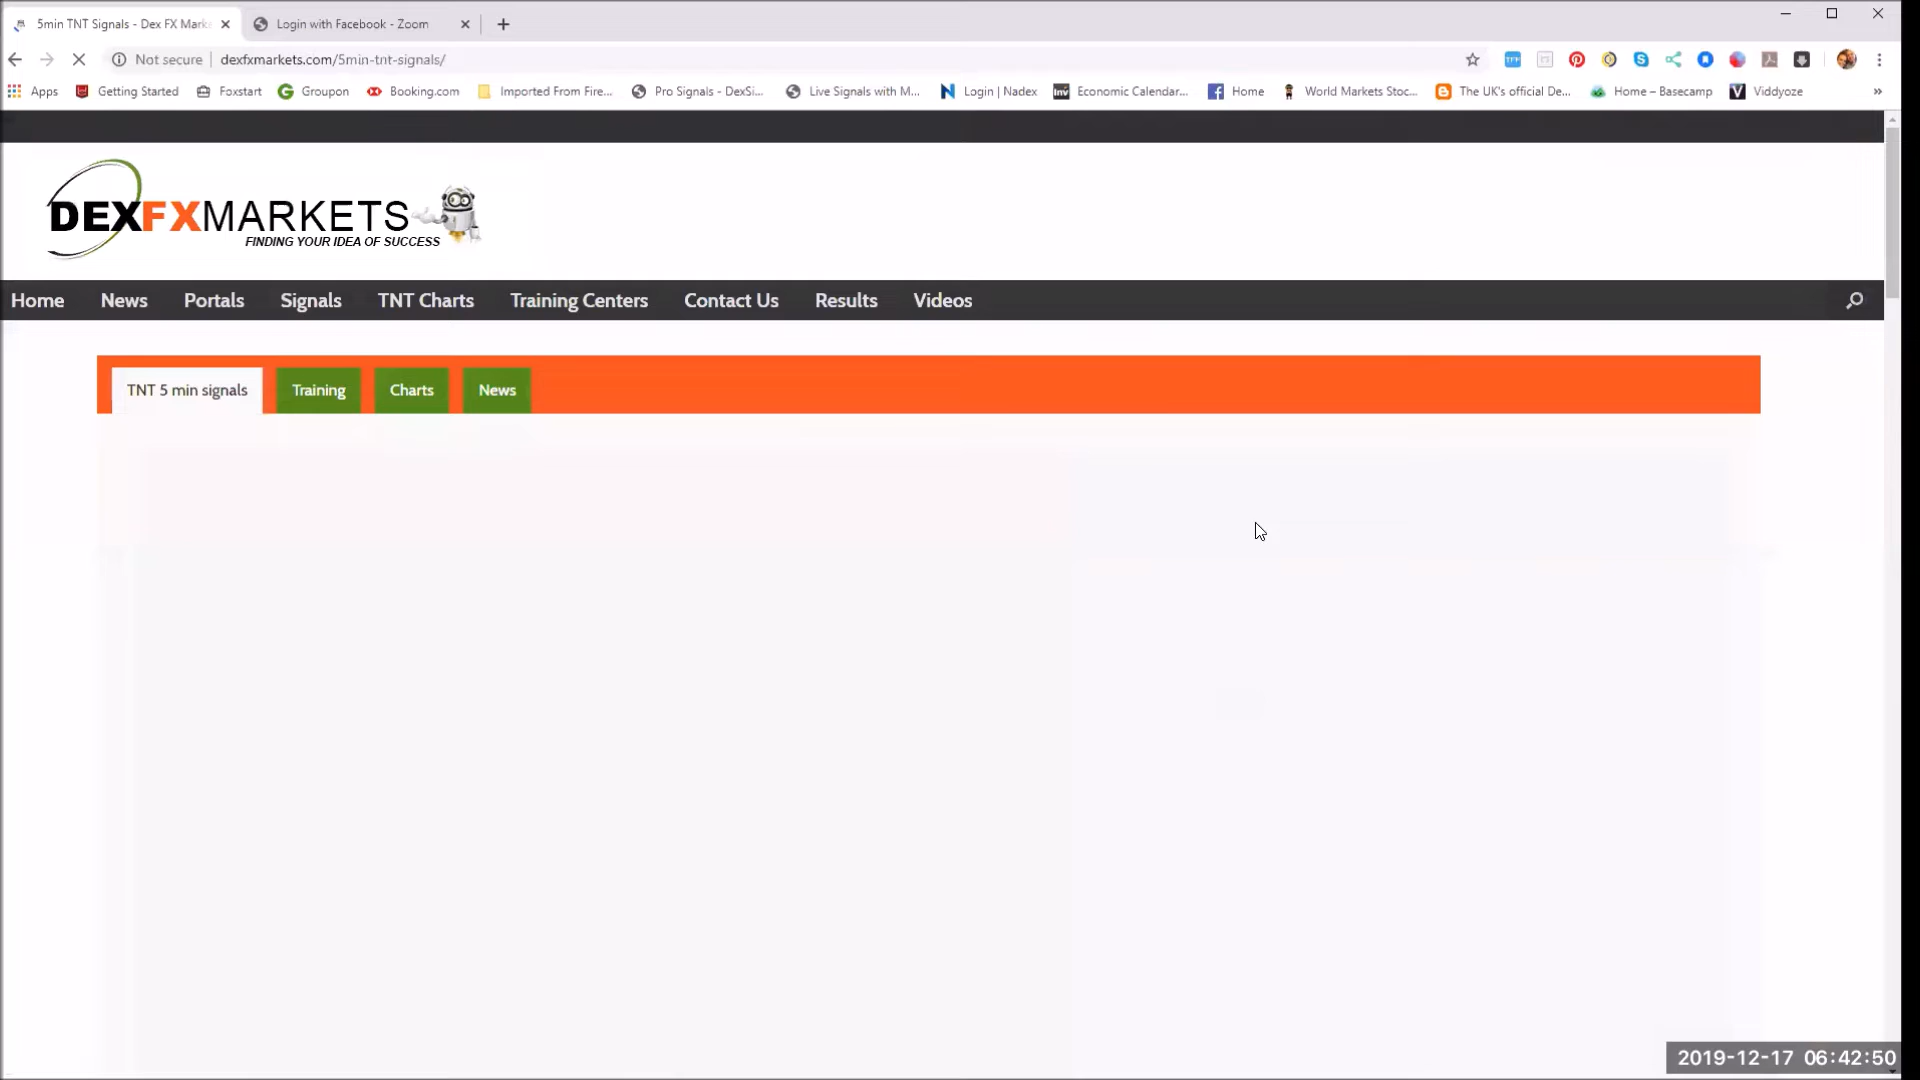 5min TNT Signals - Dex FX Mark
Login with Facebook - Zoom
Not secure | dexfxmarkets.com/5min-tnt-signals/
Apps Getting Started Foxstart Groupon Booking.com Imported From Fire... Pro Signals - DexSi... Live Signals with M... Login | Nadex Economic Calendar... Home World Markets Stoc... The UK's official De... Home – Basecamp Viddyoze »
DEXFXMARKETS
FINDING YOUR IDEA OF SUCCESS
Home News Portals Signals TNT Charts Training Centers Contact Us Results Videos
TNT 5 min signals Training Charts News
2019-12-17 06:42:50